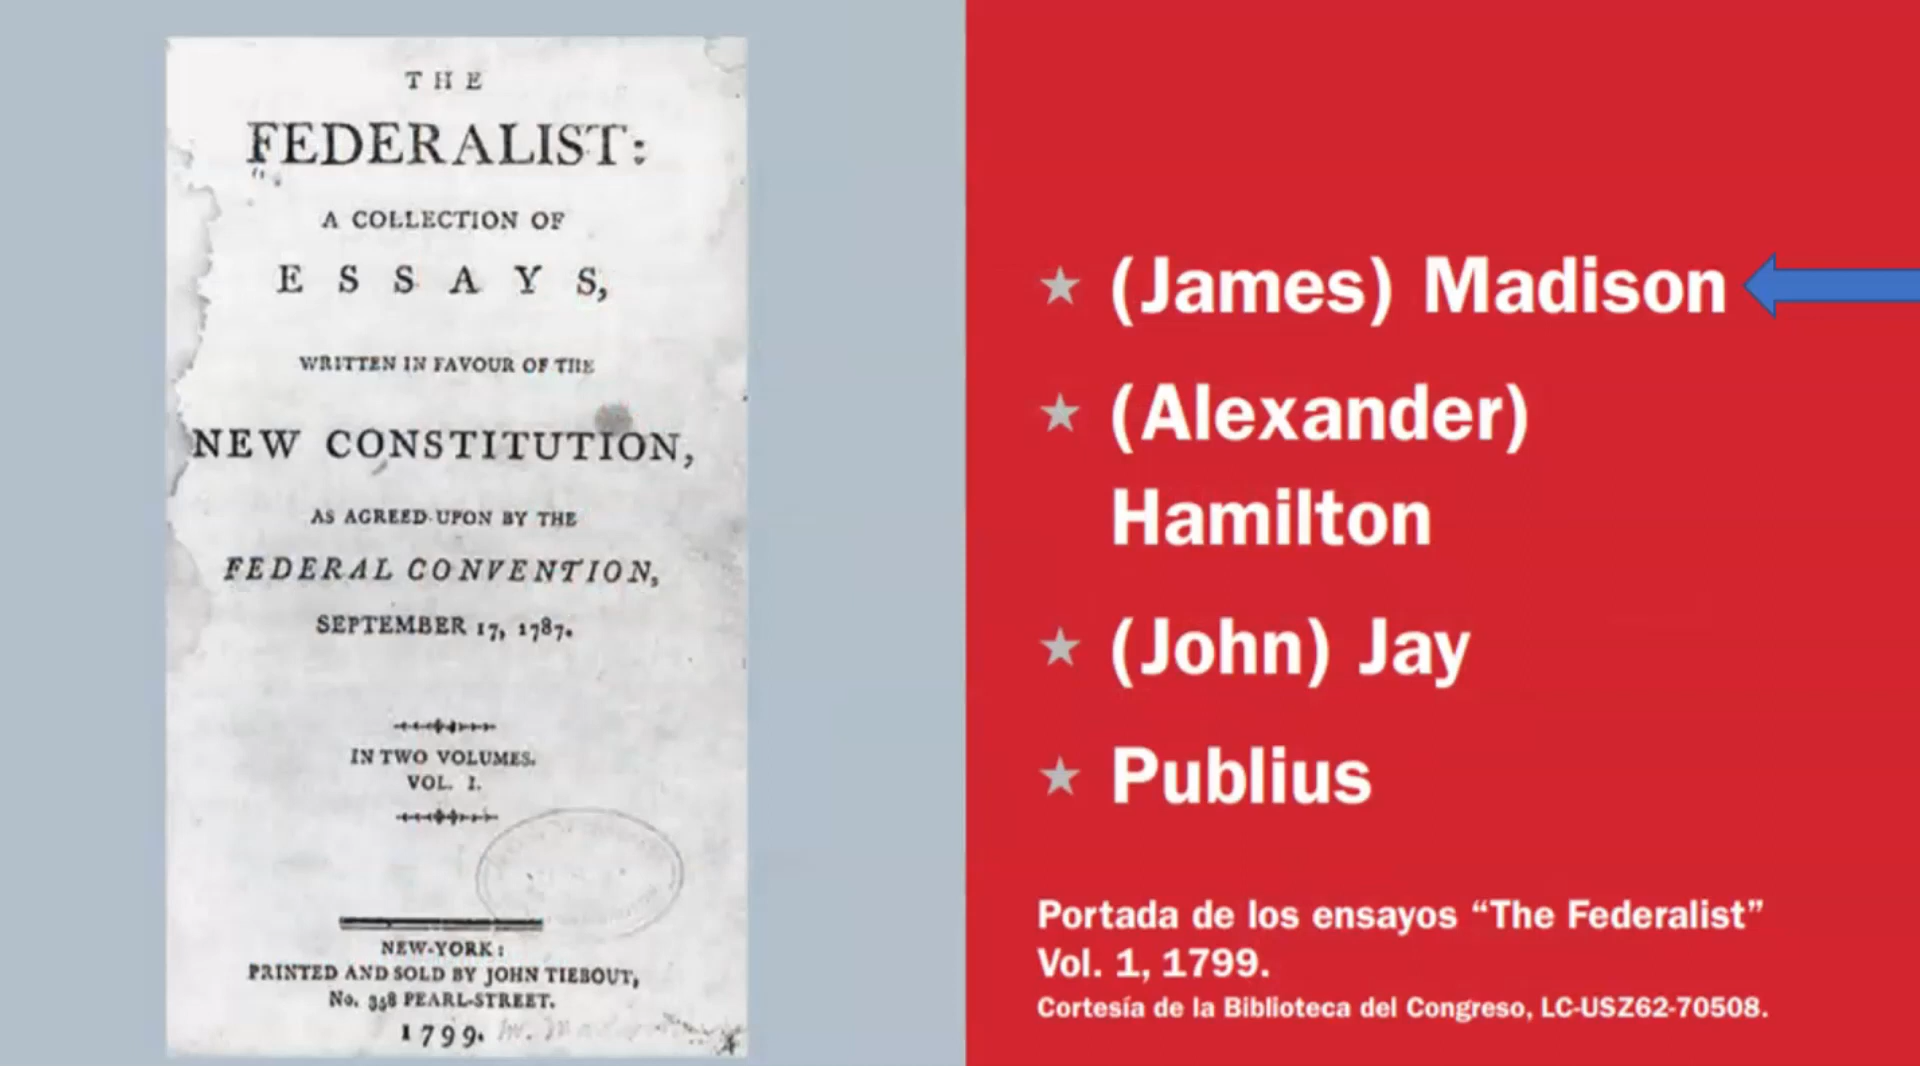 THE
FEDERALIST:
A COLLECTION OF
ESSAYS,
WRITTEN IN FAVOUR OF THE
NEW CONSTITUTION,
AS AGREED UPON BY THE
FEDERAL CONVENTION,
SEPTEMBER 17, 1787.
IN TWO VOLUMES.
VOL. I.
NEW-YORK:
PRINTED AND SOLD BY JOHN TIEBOUT,
No. 358 PEARL-STREET.
1799.
(James) Madison
(Alexander)
Hamilton
(John) Jay
Publius
Portada de los ensayos “The Federalist”
Vol. 1, 1799.
Cortesía de la Biblioteca del Congreso, LC-USZ62-70508.